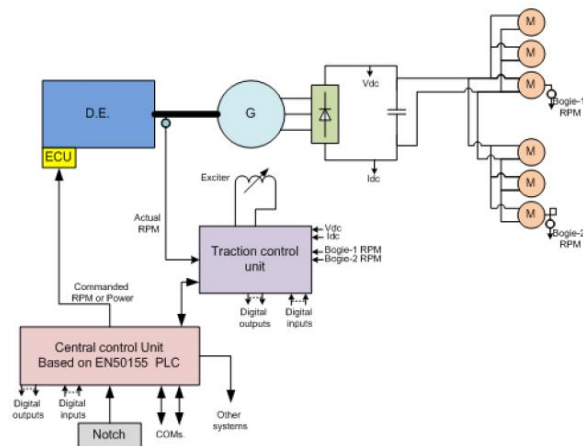 M
M
M
Bogie-1
RPM
D.E.
G
Vdc
Idc
ECU
M
M
M
Bogie-2
RPM
Exciter
Actual
RPM
Traction control
unit
Vdc
Idc
Bogie-1 RPM
Bogie-2 RPM
Digital
outputs
Digital
inputs
Commanded
RPM or Power
Central control Unit
Based on EN50155 PLC
Digital
outputs
Digital
inputs
COMs.
Other
systems
Notch